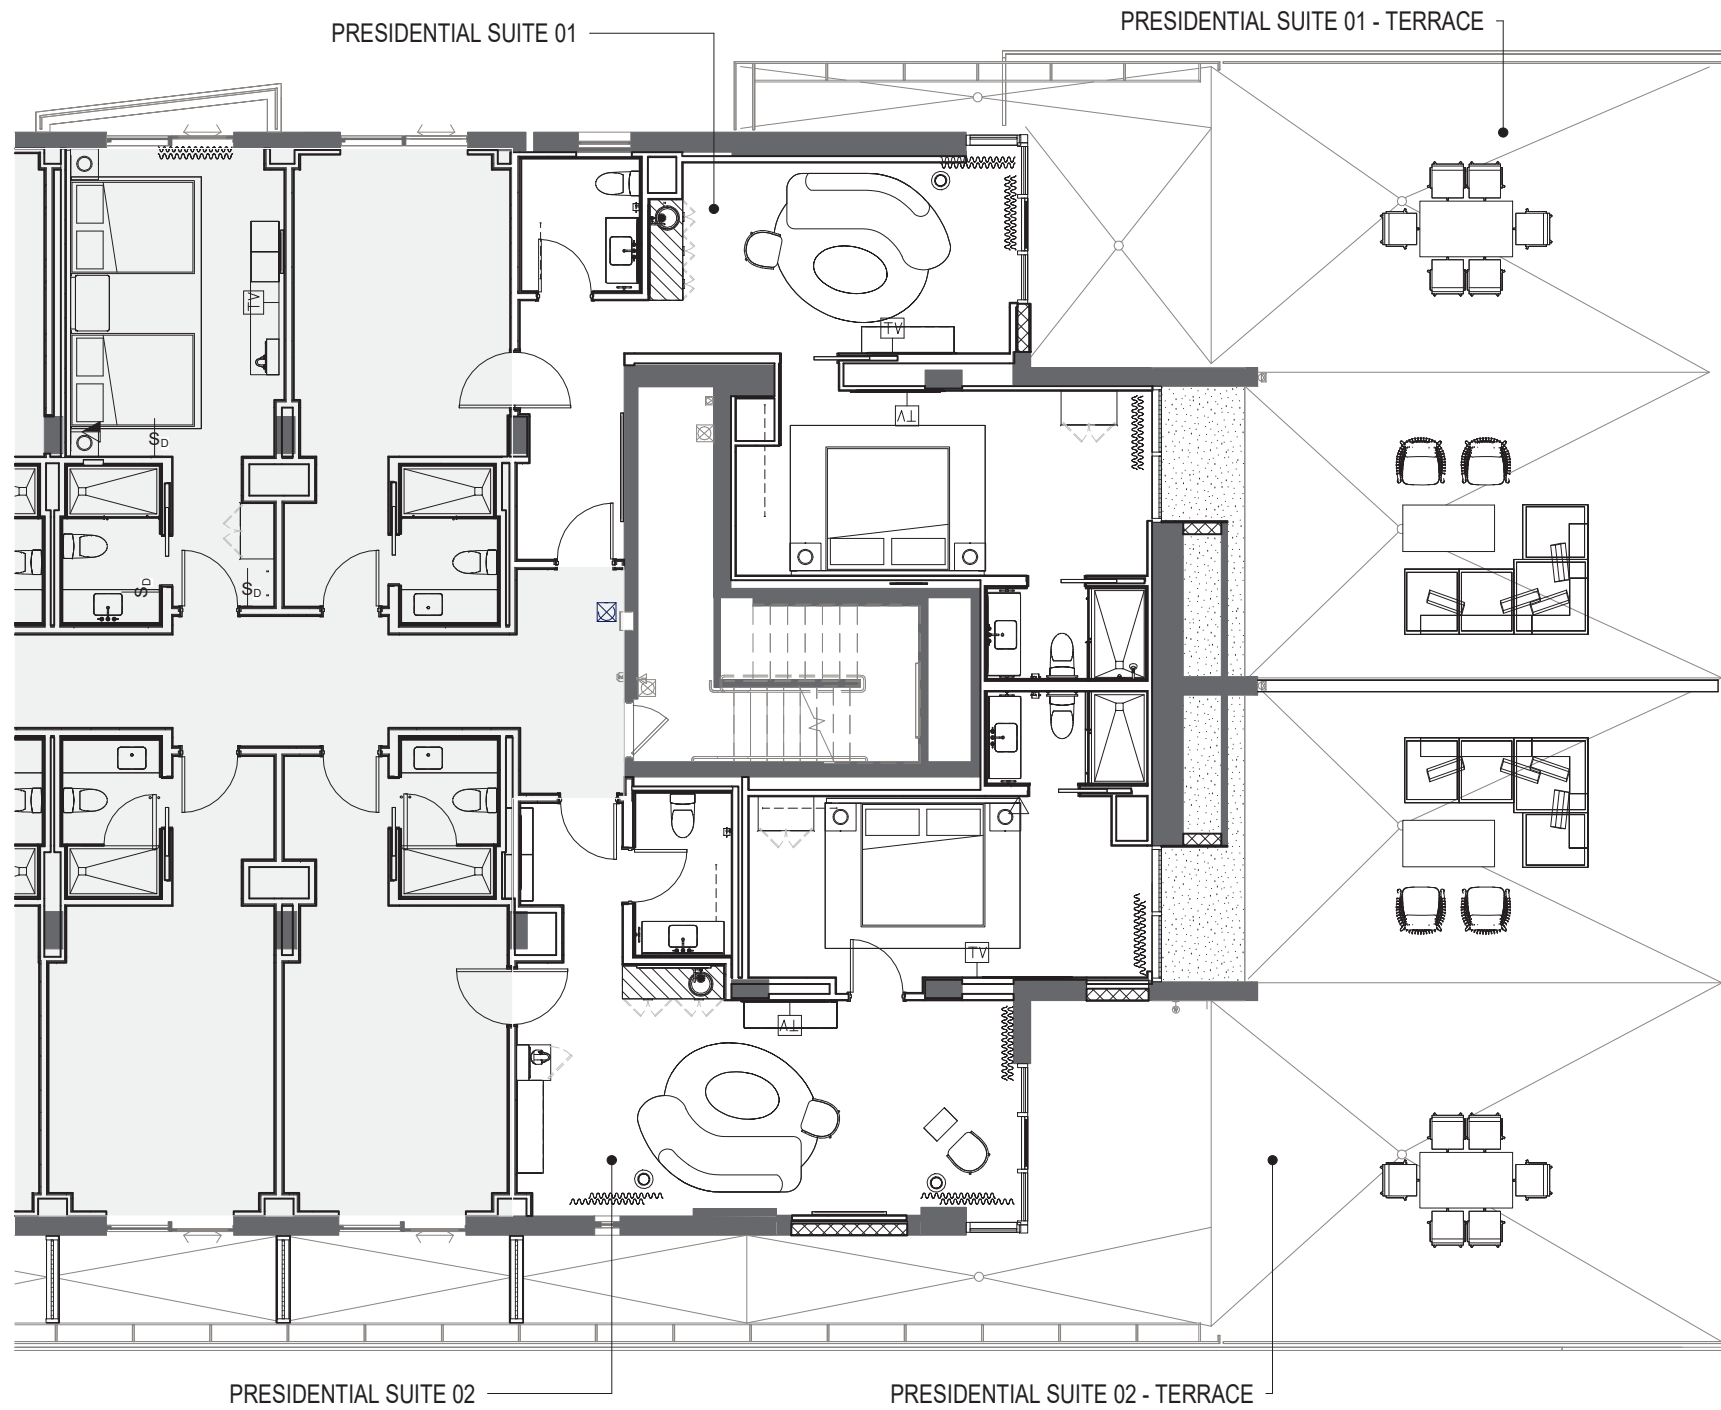 PRESIDENTIAL SUITE 01 - TERRACE
PRESIDENTIAL SUITE 01
TV
TV
TV
SD
SD
SD
TV
TV
PRESIDENTIAL SUITE 02
PRESIDENTIAL SUITE 02 - TERRACE